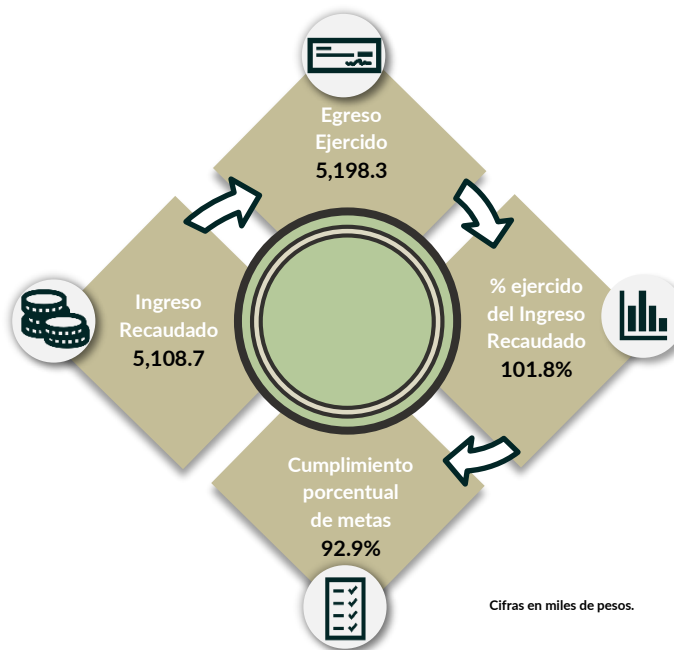 Egreso
Ejercido
5,198.3
Ingreso
Recaudado
5,108.7
% ejercido
del Ingreso
Recaudado
101.8%
Cumplimiento
porcentual
de metas
92.9%
Cifras en miles de pesos.